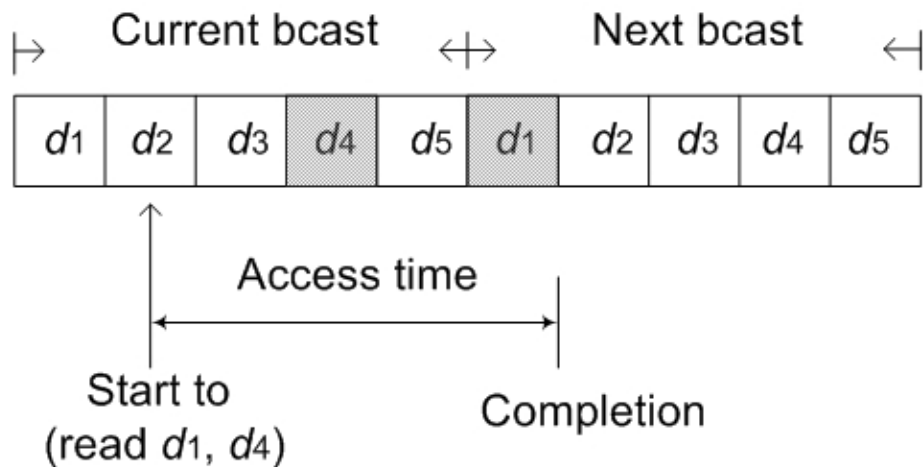 Current bcast Next bcast
d1 d2 d3 d4 d5 d1 d2 d3 d4 d5
Access time
Start to
(read d1, d4)
Completion